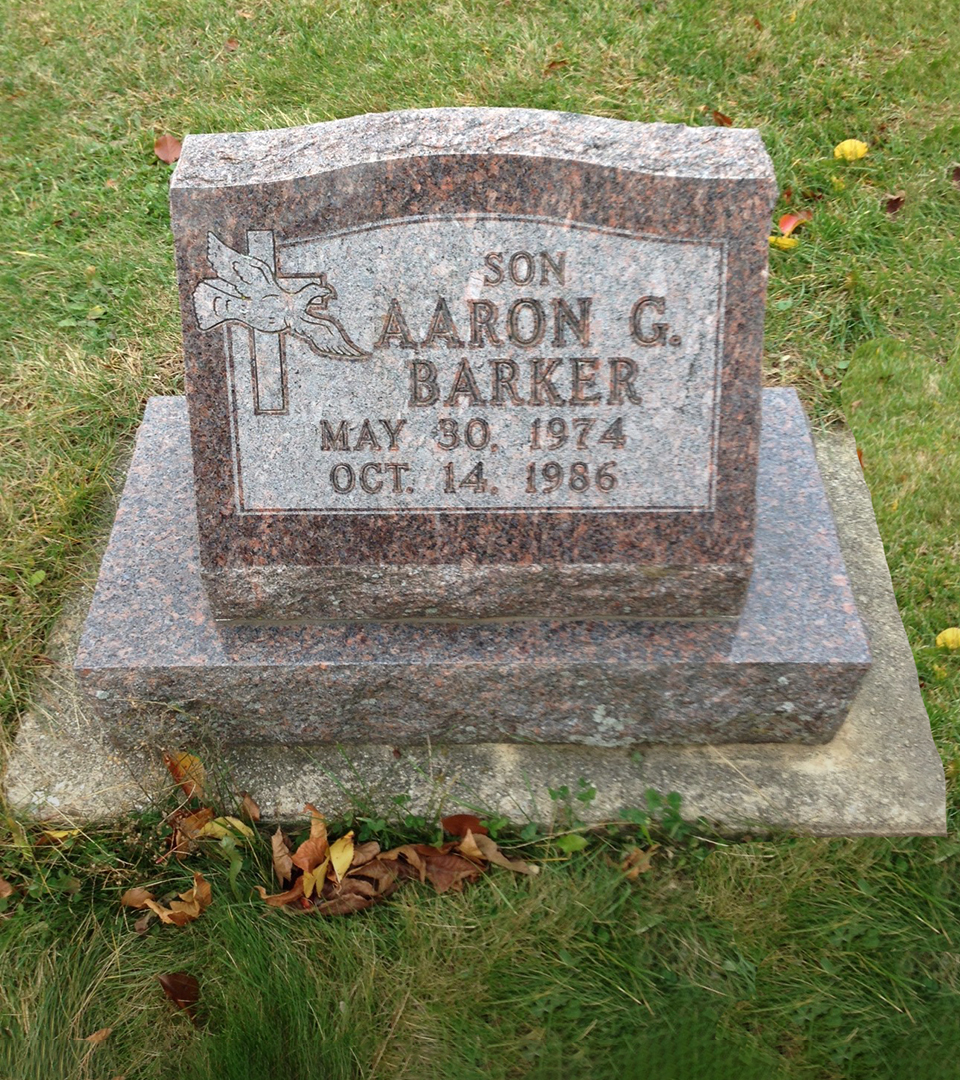 SON
AARON G.
BARKER
MAY 30, 1974
OCT. 14, 1986